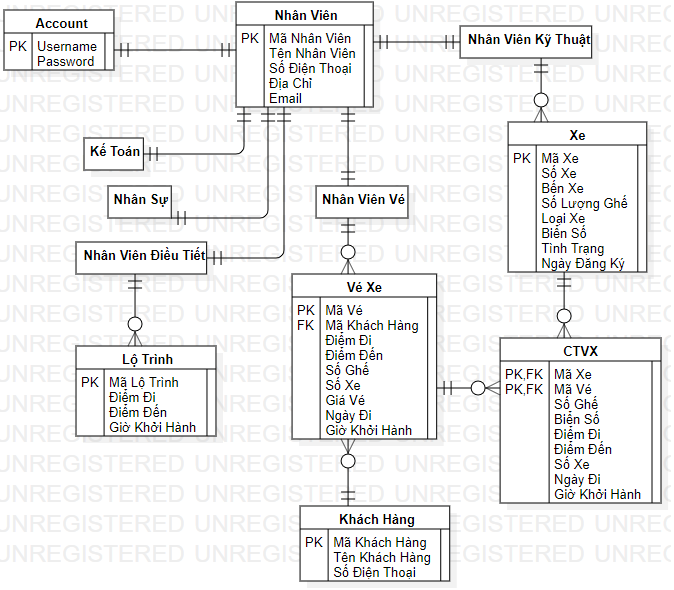 Account
PK Username
Password
Nhân Viên
PK Mã Nhân Viên
Tên Nhân Viên
Số Điện Thoại
Địa Chỉ
Email
Nhân Viên Kỹ Thuật
Kế Toán
Nhân Sự
Nhân Viên Vé
Nhân Viên Điều Tiết
Xe
PK Mã Xe
Số Xe
Bến Xe
Số Lượng Ghế
Loại Xe
Biển Số
Tình Trạng
Ngày Đăng Ký
Vé Xe
PK Mã Vé
FK Mã Khách Hàng
Điểm Đi
Điểm Đến
Số Ghế
Số Xe
Giá Vé
Ngày Đi
Giờ Khởi Hành
Lộ Trình
PK Mã Lộ Trình
Điểm Đi
Điểm Đến
Giờ Khởi Hành
CTVX
PK,FK Mã Xe
PK,FK Mã Vé
Số Ghế
Biển Số
Điểm Đi
Điểm Đến
Số Xe
Ngày Đi
Giờ Khởi Hành
Khách Hàng
PK Mã Khách Hàng
Tên Khách Hàng
Số Điện Thoại
UNREGISTERED